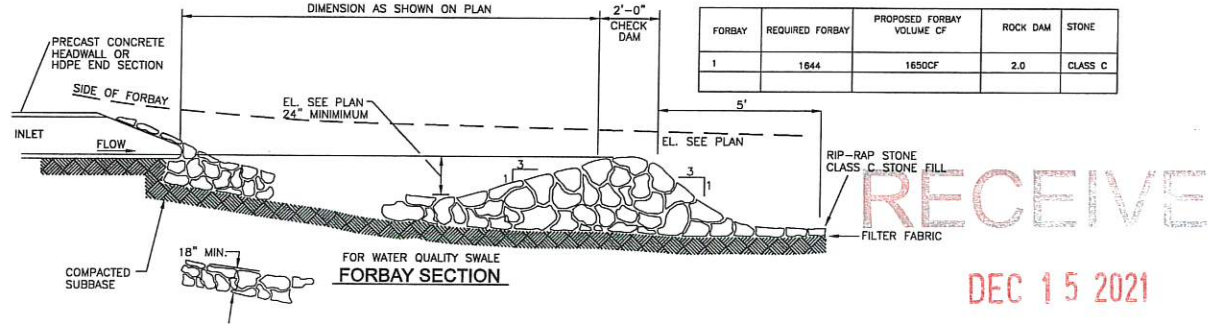 DIMENSION AS SHOWN ON PLAN
2'-0"
CHECK
DAM
FORBAY
REQUIRED FORBAY
PROPOSED FORBAY
VOLUME CF
ROCK DAM
STONE
1
1644
1650CF
2.0
CLASS C
PRECAST CONCRETE
HEADWALL OR
HDPE END SECTION
SIDE OF FORBAY
EL. SEE PLAN
24" MINIMIMUM
5'
EL. SEE PLAN
INLET
FLOW
3
1
3
1
RIP-RAP STONE
CLASS C STONE FILL
FILTER FABRIC
RECEIVE
COMPACTED
SUBBASE
18" MIN.
FOR WATER QUALITY SWALE
FORBAY SECTION
DEC 15 2021